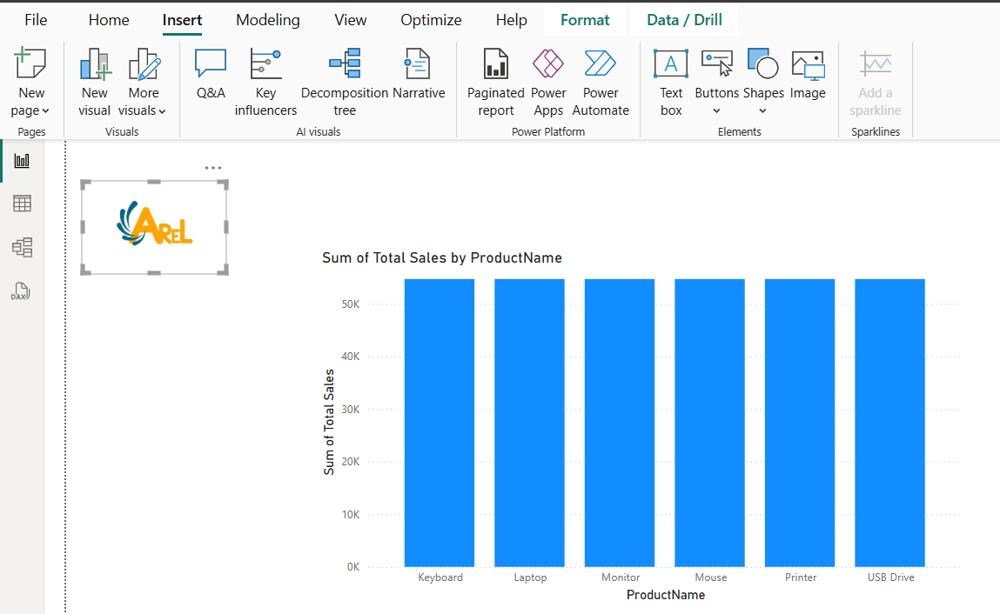 File Home Insert Modeling View Optimize Help Format Data / Drill
New page
New visual
More visuals
Q&A
Key influencers
Decomposition tree
Narrative
Paginated report
Power Apps
Power Automate
Text box
Buttons
Shapes
Image
Add a sparkline
Pages Visuals AI visuals Power Platform Elements Sparklines
DAX
AREL
Sum of Total Sales by ProductName
Sum of Total Sales
50K
40K
30K
20K
10K
0K
Keyboard Laptop Monitor Mouse Printer USB Drive
ProductName